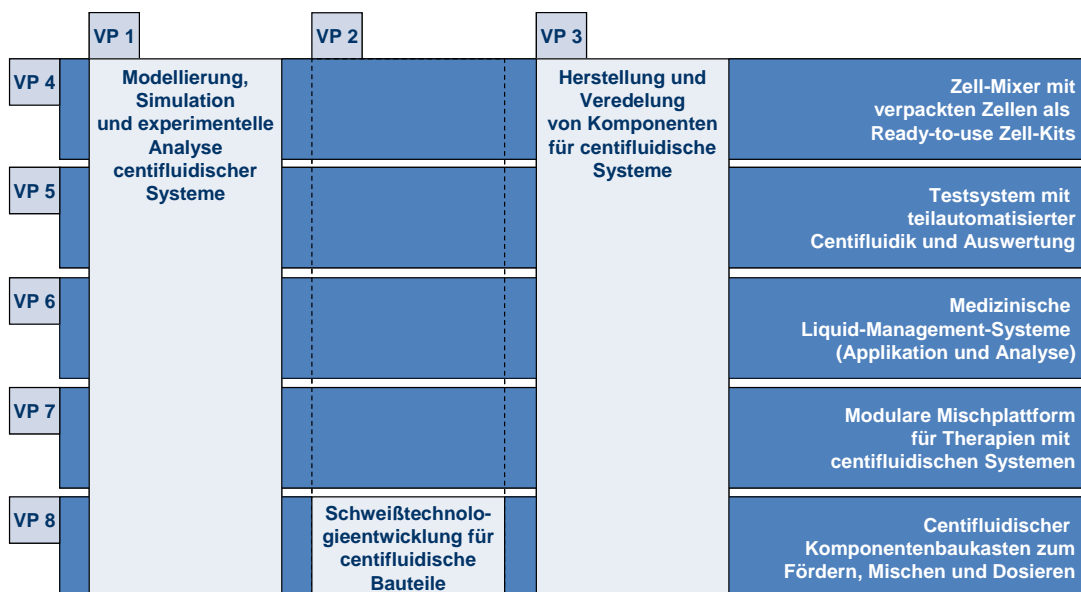 VP 1
VP 2
VP 3
VP 4
Modellierung,
Simulation
und experimentelle
Analyse
centifluidischer
Systeme
Herstellung und
Veredelung
von Komponenten
für centifluidische
Systeme
Zell-Mixer mit
verpackten Zellen als
Ready-to-use Zell-Kits
VP 5
Testsystem mit
teilautomatisierter
Centifluidik und Auswertung
VP 6
Medizinische
Liquid-Management-Systeme
(Applikation und Analyse)
VP 7
Modulare Mischplattform
für Therapien mit
centifluidischen Systemen
VP 8
Schweißtechnolo-
gieentwicklung für
centifluidische
Bauteile
Centifluidischer
Komponentenbaukasten zum
Fördern, Mischen und Dosieren